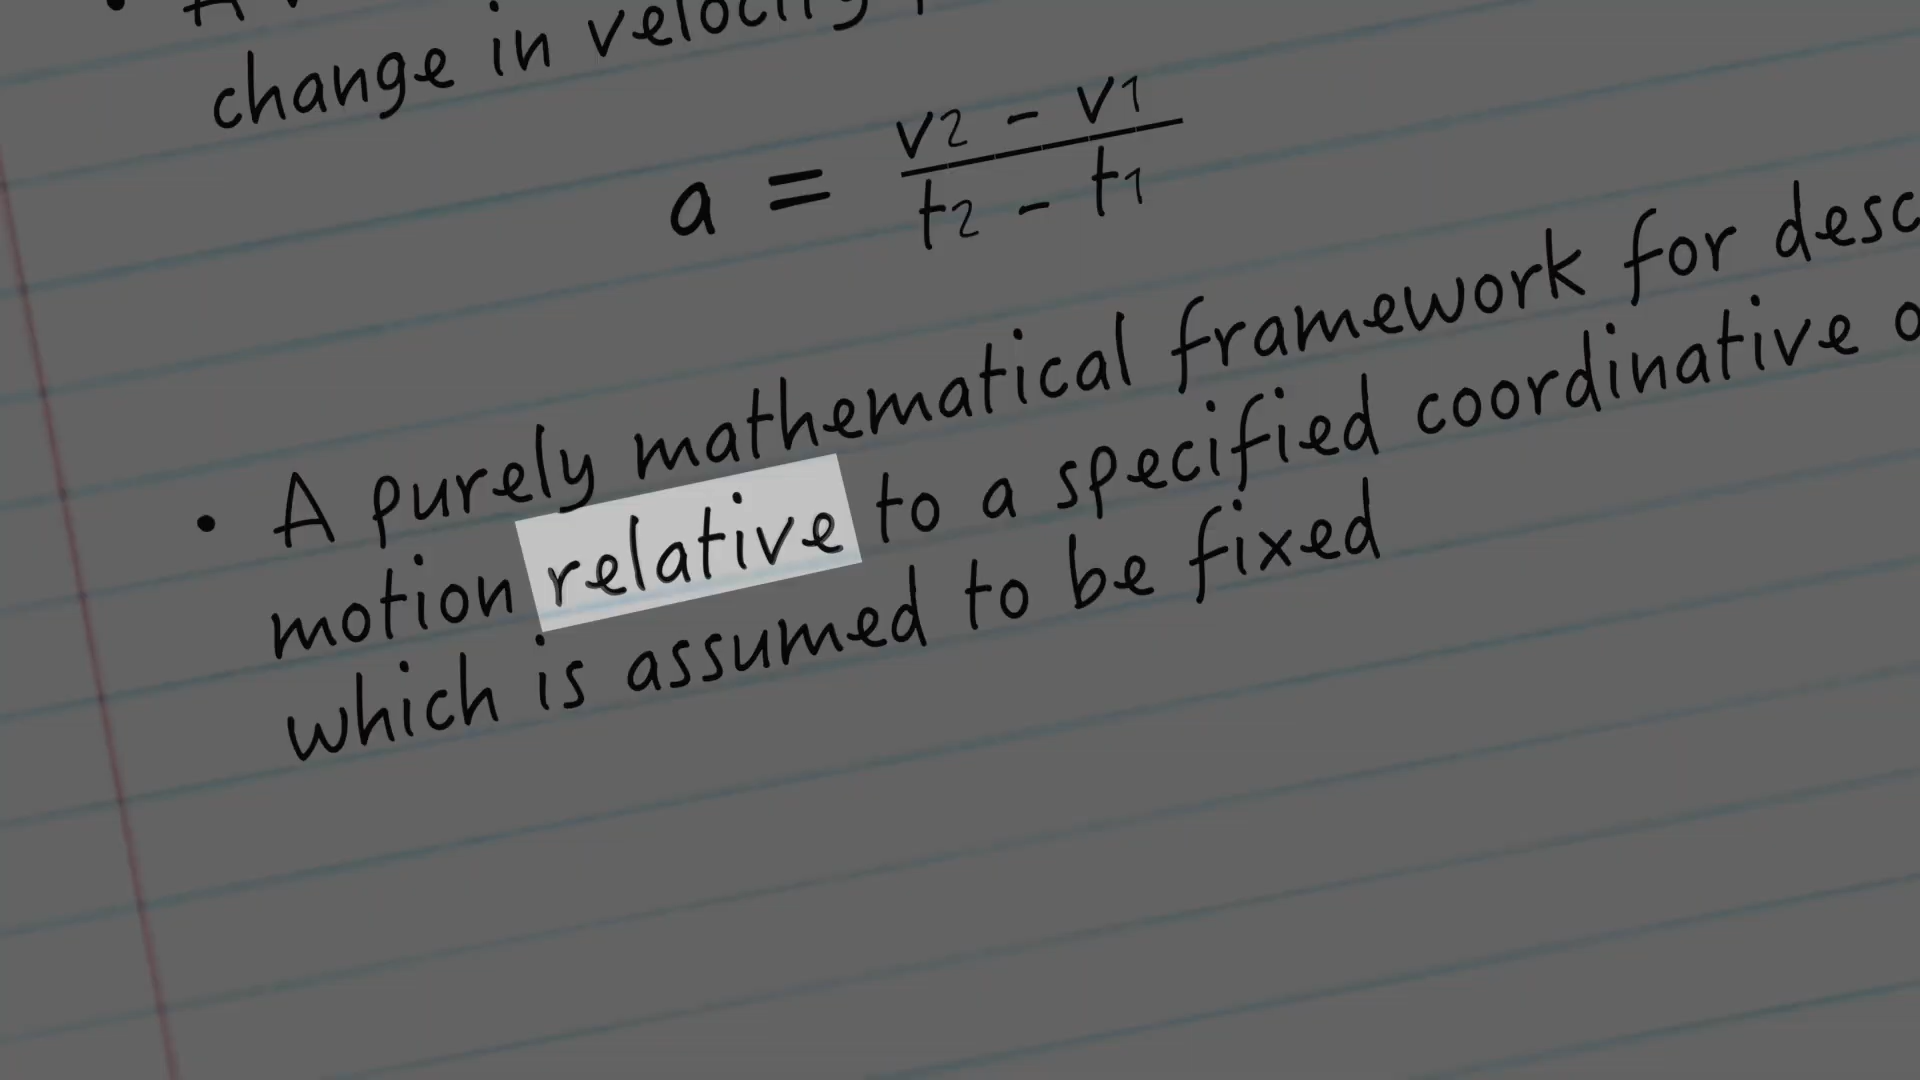 change in velocity
a = v2 - v1
t2 - t1
• A purely mathematical framework for
motion relative to a specified coordinative
which is assumed to be fixed